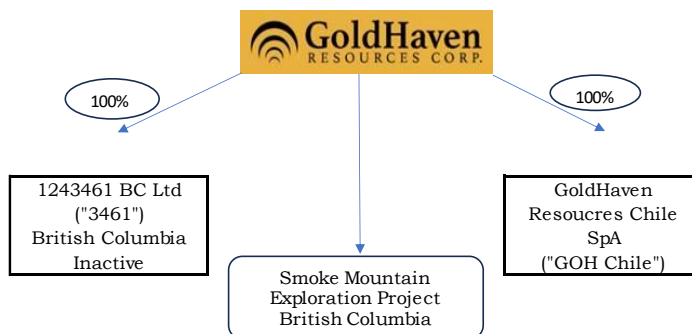 GoldHaven
RESOURCES CORP.
100%
100%
1243461 BC Ltd
("3461")
British Columbia
Inactive
GoldHaven
Resoucres Chile
SpA
("GOH Chile")
Smoke Mountain
Exploration Project
British Columbia